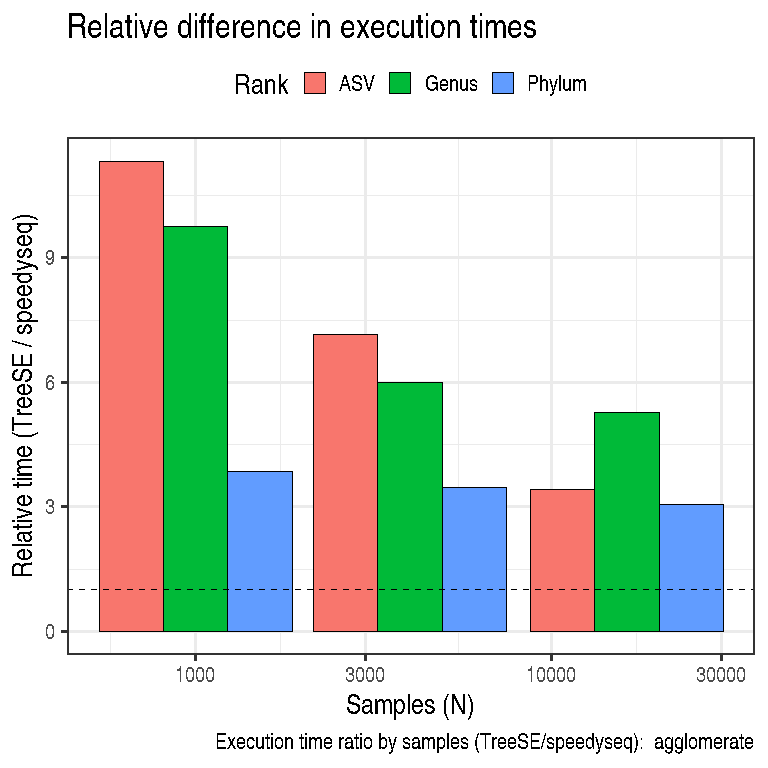 Relative difference in execution times
Rank ASV Genus Phylum
Relative time (TreeSE / speedyseq)
9
6
3
0
1000 3000 10000 30000
Samples (N)
Execution time ratio by samples (TreeSE/speedyseq):  agglomerate